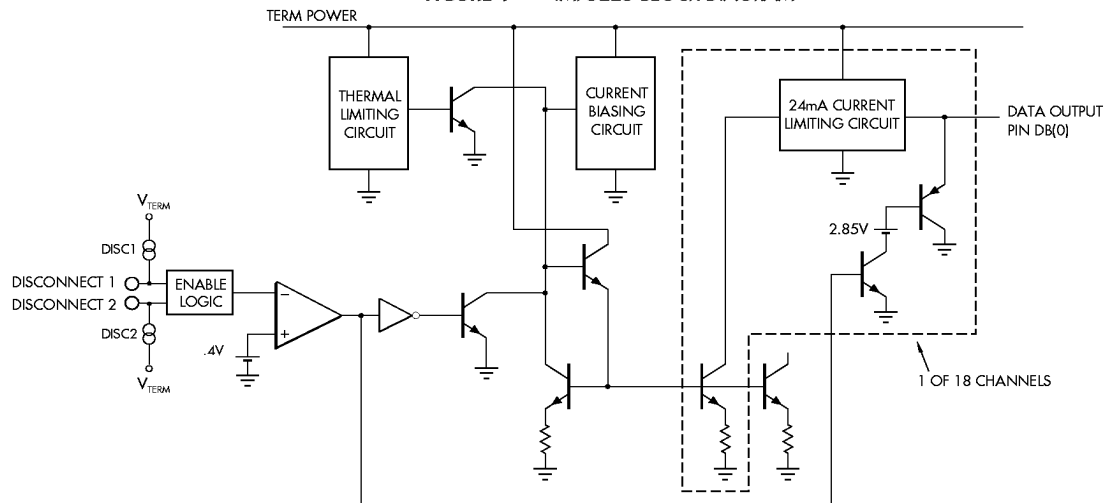 TERM POWER
THERMAL
LIMITING
CIRCUIT
CURRENT
BIASING
CIRCUIT
24mA CURRENT
LIMITING CIRCUIT
DATA OUTPUT
PIN DB(0)
VTERM
DISC1
2.85V
DISCONNECT 1
DISCONNECT 2
ENABLE
LOGIC
−
+
DISC2
.4V
VTERM
1 OF 18 CHANNELS